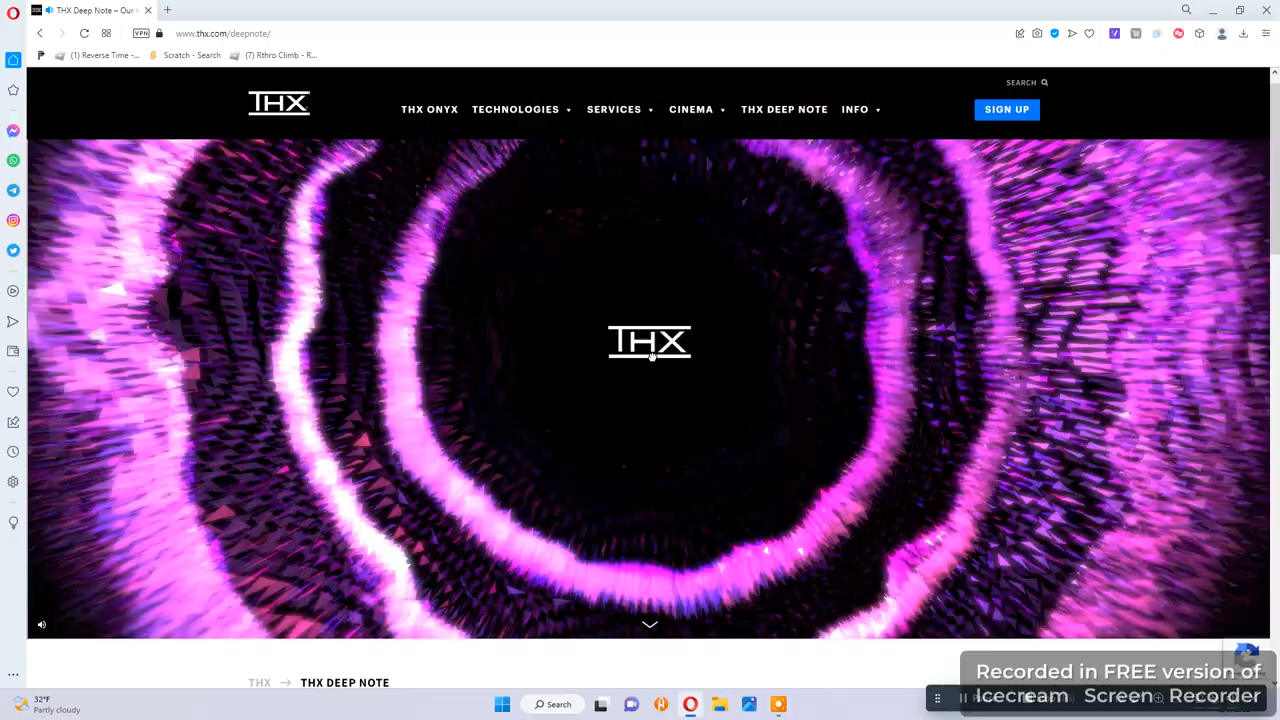 THX Deep Note – Our
VPN
www.thx.com/deepnote/
(1) Reverse Time -...
Scratch - Search
(7) Rthro Climb - R...
SEARCH
THX
THX ONYX
TECHNOLOGIES
SERVICES
CINEMA
THX DEEP NOTE
INFO
SIGN UP
THX
THX → THX DEEP NOTE
Recorded in FREE version of
Icecream Screen Recorder
32°F
Partly cloudy
Search